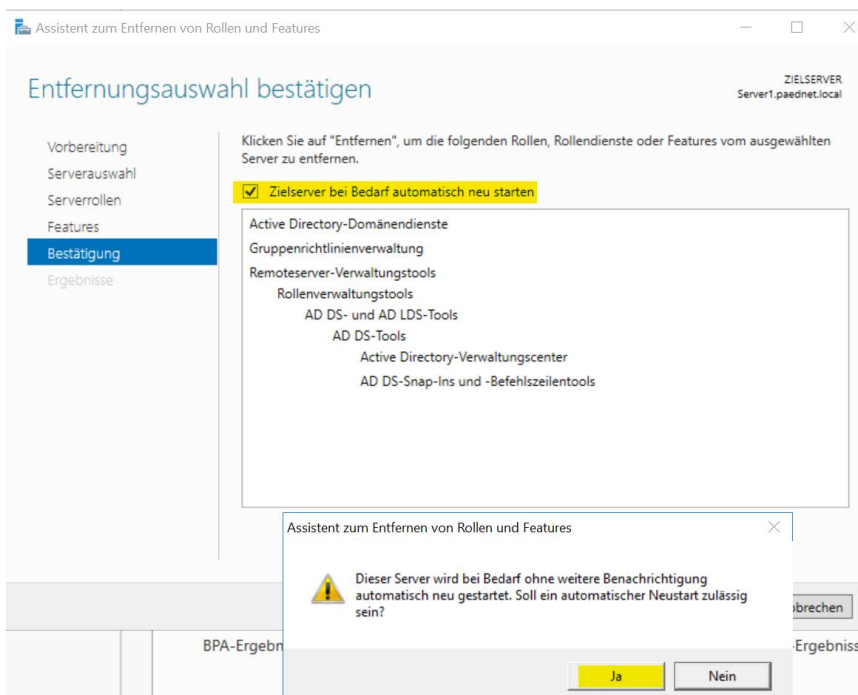 Assistent zum Entfernen von Rollen und Features
Entfernungsauswahl bestätigen
ZIELSERVER
Server1.paednet.local
Vorbereitung
Serverauswahl
Serverrollen
Features
Bestätigung
Ergebnisse
Klicken Sie auf "Entfernen", um die folgenden Rollen, Rollendienste oder Features vom ausgewählten
Server zu entfernen.
Zielserver bei Bedarf automatisch neu starten
Active Directory-Domänendienste
Gruppenrichtlinienverwaltung
Remoteserver-Verwaltungstools
Rollenverwaltungstools
AD DS- und AD LDS-Tools
AD DS-Tools
Active Directory-Verwaltungscenter
AD DS-Snap-Ins und -Befehlszeilentools
Assistent zum Entfernen von Rollen und Features
Dieser Server wird bei Bedarf ohne weitere Benachrichtigung
automatisch neu gestartet. Soll ein automatischer Neustart zulässig
sein?
Ja
Nein